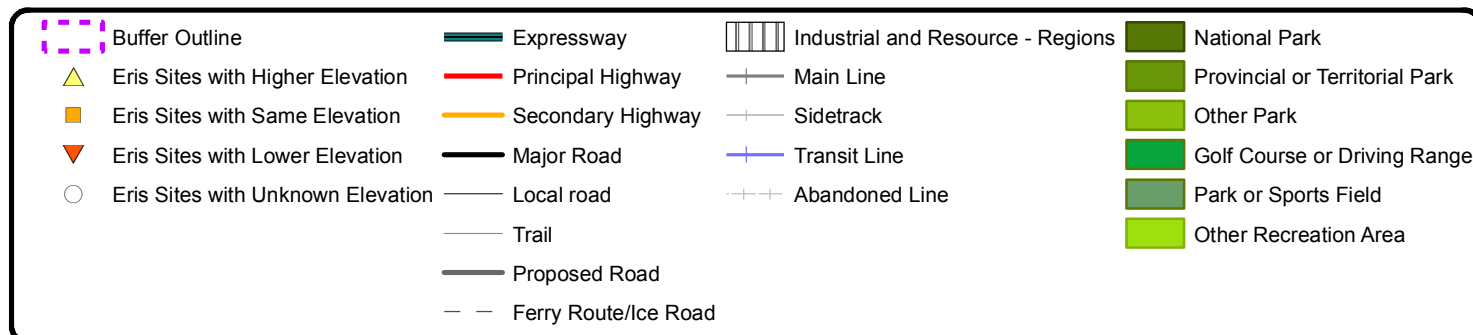 Buffer Outline
Eris Sites with Higher Elevation
Eris Sites with Same Elevation
Eris Sites with Lower Elevation
Eris Sites with Unknown Elevation
Expressway
Principal Highway
Secondary Highway
Major Road
Local road
Trail
Proposed Road
Ferry Route/Ice Road
Industrial and Resource - Regions
Main Line
Sidetrack
Transit Line
Abandoned Line
National Park
Provincial or Territorial Park
Other Park
Golf Course or Driving Range
Park or Sports Field
Other Recreation Area